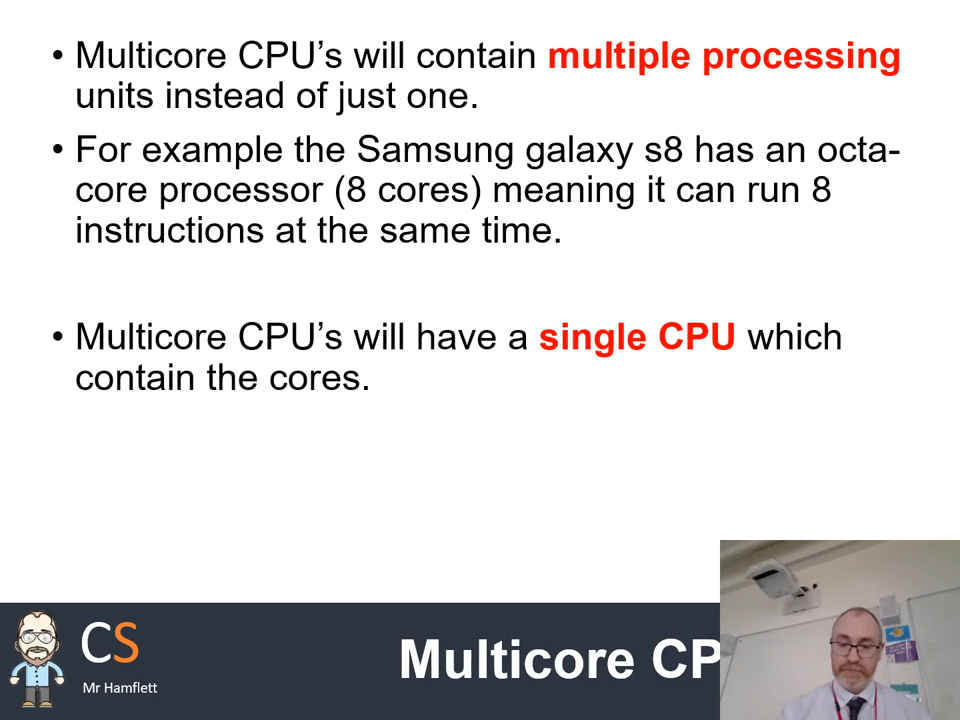 • Multicore CPU’s will contain multiple processing
units instead of just one.
• For example the Samsung galaxy s8 has an octa-
core processor (8 cores) meaning it can run 8
instructions at the same time.
• Multicore CPU’s will have a single CPU which
contain the cores.
CS
Mr Hamflett
Multicore CP